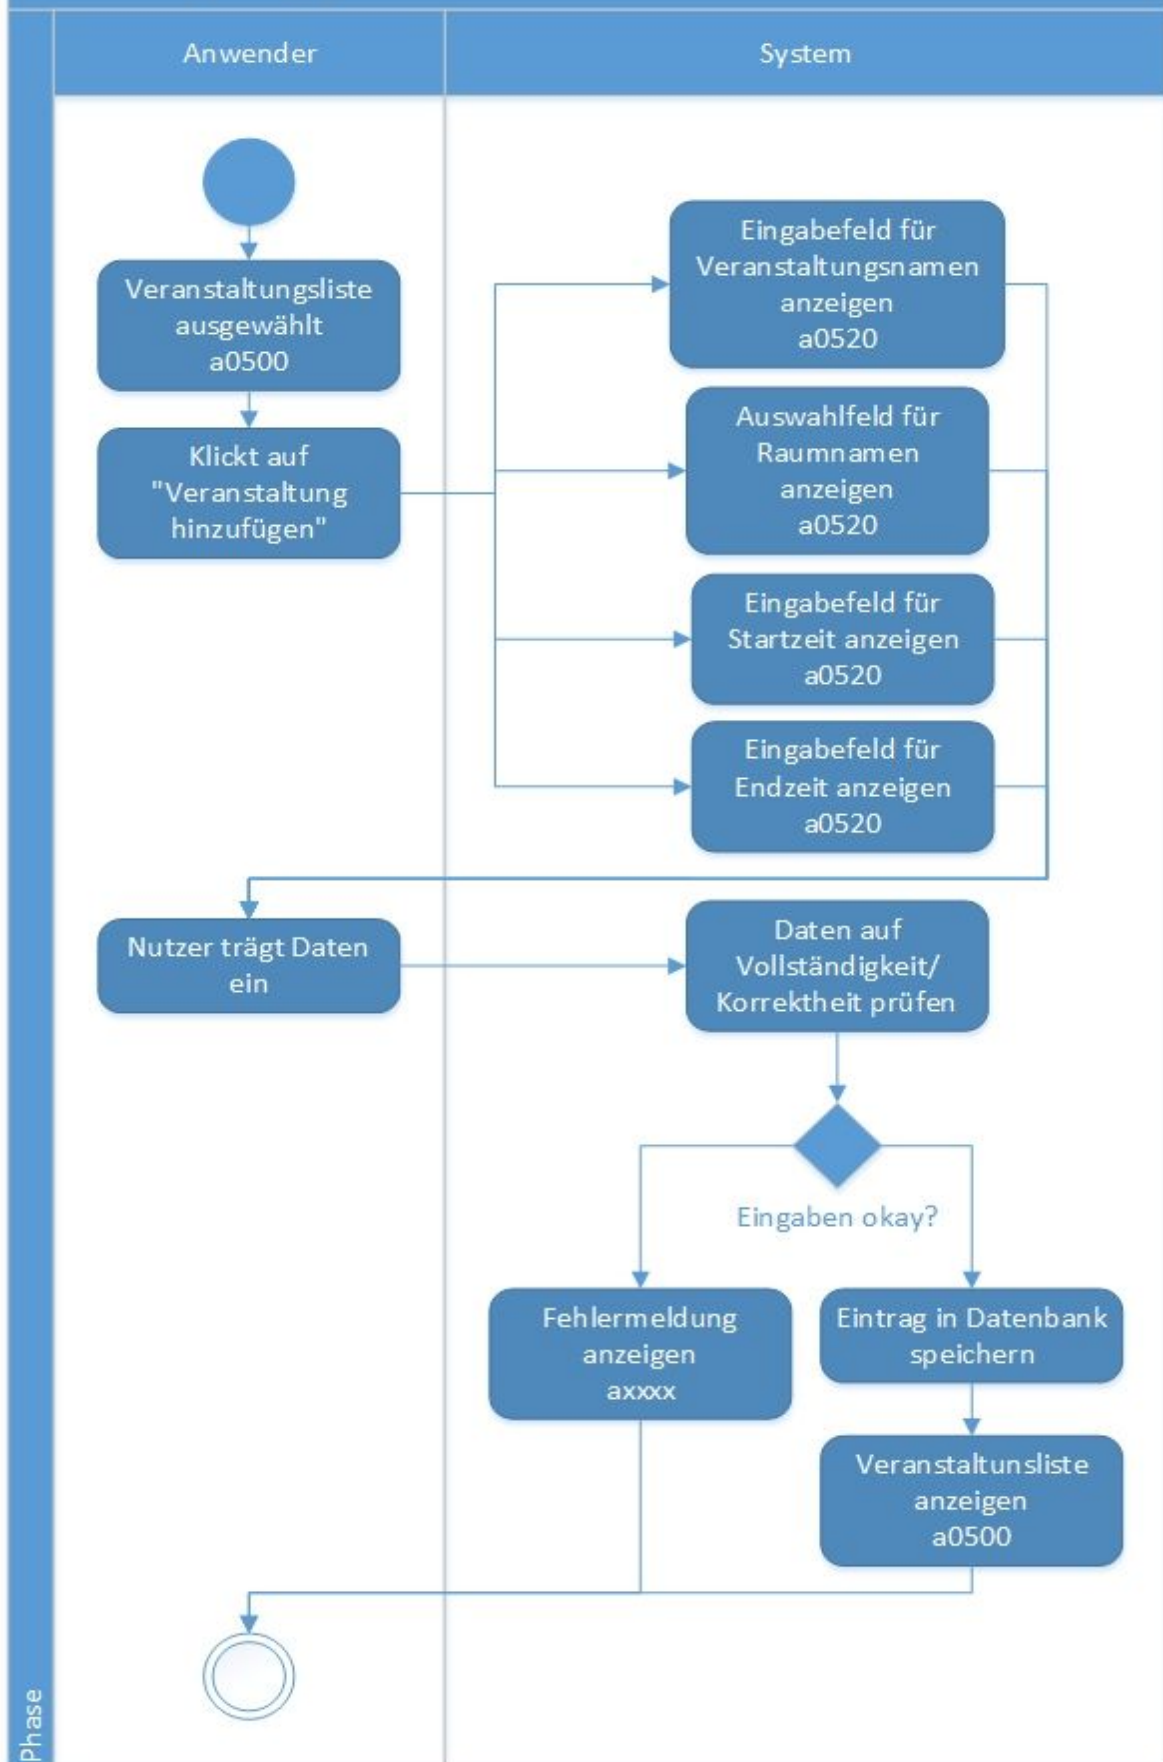 Anwender
System
Veranstaltungsliste
ausgewählt
a0500
Klickt auf
"Veranstaltung
hinzufügen"
Eingabefeld für
Veranstaltungsnamen
anzeigen
a0520
Auswahlfeld für
Raumnamen
anzeigen
a0520
Eingabefeld für
Startzeit anzeigen
a0520
Eingabefeld für
Endzeit anzeigen
a0520
Nutzer trägt Daten
ein
Daten auf
Vollständigkeit/
Korrektheit prüfen
Eingaben okay?
Fehlermeldung
anzeigen
axxxx
Eintrag in Datenbank
speichern
Veranstaltunsliste
anzeigen
a0500
Phase